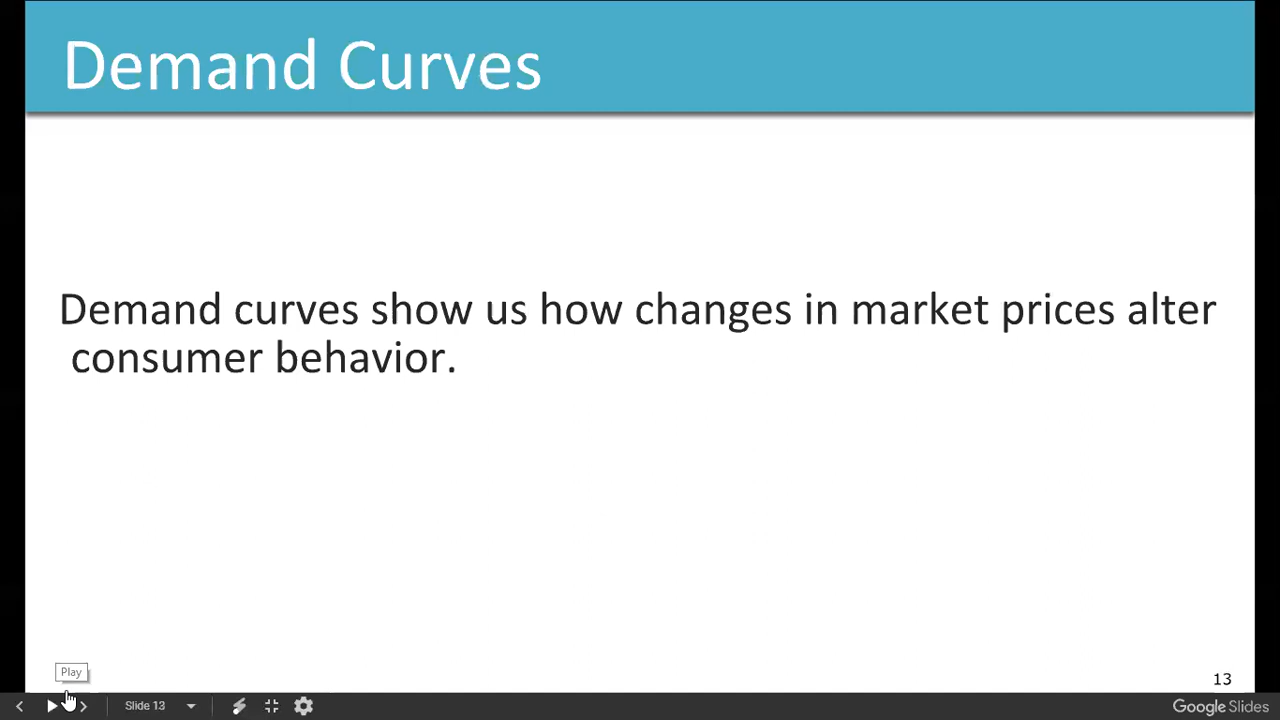 Demand Curves
Demand curves show us how changes in market prices alter
consumer behavior.
Play
13
Slide 13
Google Slides